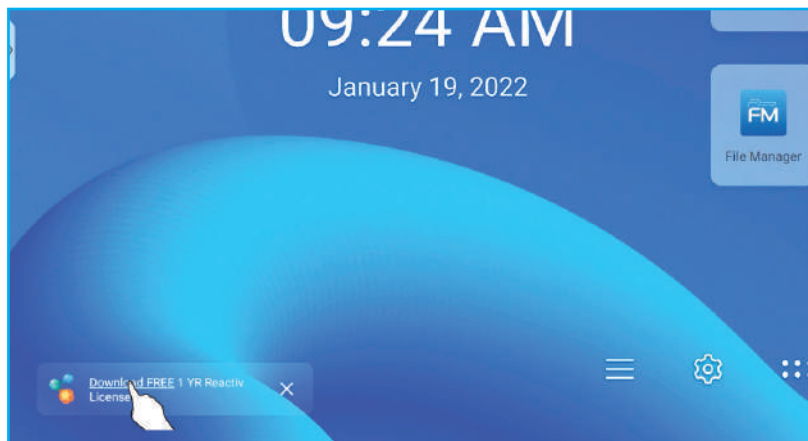 09:24 AM
January 19, 2022
FM
File Manager
Download FREE 1 YR Reactiv
License